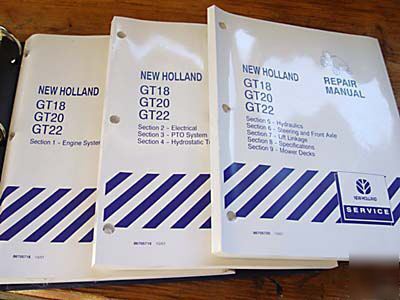 NEW HOLLAND
GT18
GT20
GT22
Section 1 - Engine System
NEW HOLLAND
GT18
GT20
GT22
Section 2 - Electrical
Section 3 - PTO System
Section 4 - Hydrostatic
NEW HOLLAND
GT18
GT20
GT22
REPAIR
MANUAL
Section 5 - Hydraulics
Section 6 - Steering and Front Axle
Section 7 - Lift Linkage
Section 8 - Specifications
Section 9 - Mower Decks
NEW HOLLAND
SERVICE